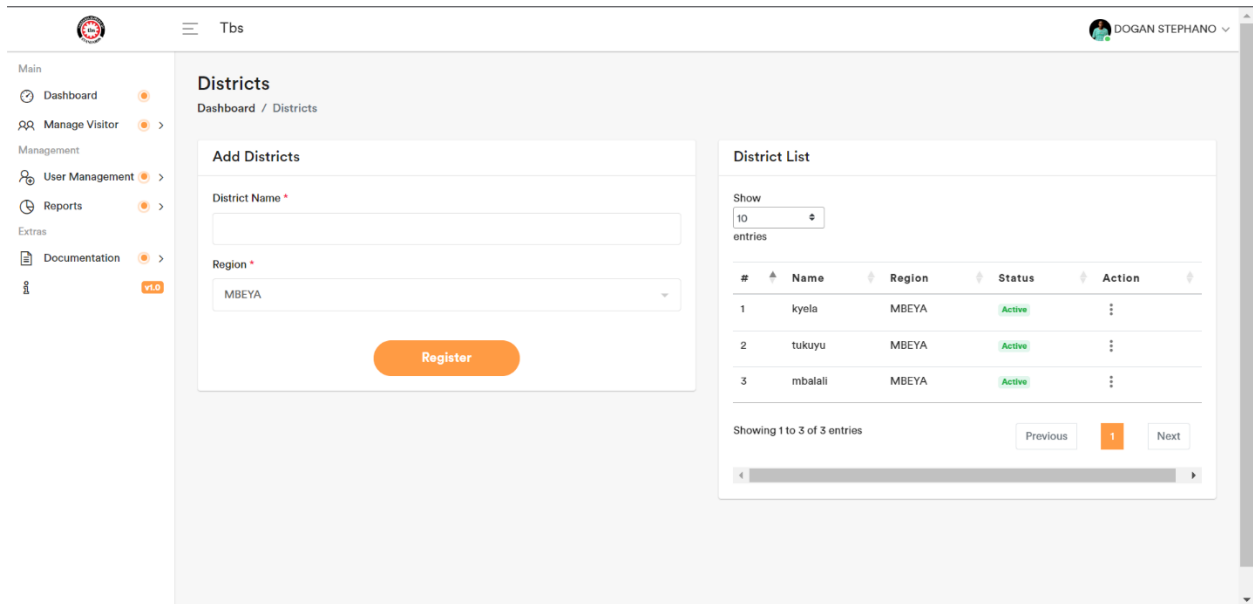 Tbs
DOGAN STEPHANO
Main
Dashboard
Manage Visitor
Management
User Management
Reports
Extras
Documentation
v1.0
Districts
Dashboard / Districts
Add Districts
District Name *
Region *
MBEYA
Register
District List
Show
10
entries
# Name Region Status Action
1 kyela MBEYA Active
2 tukuyu MBEYA Active
3 mbalali MBEYA Active
Showing 1 to 3 of 3 entries
Previous 1 Next